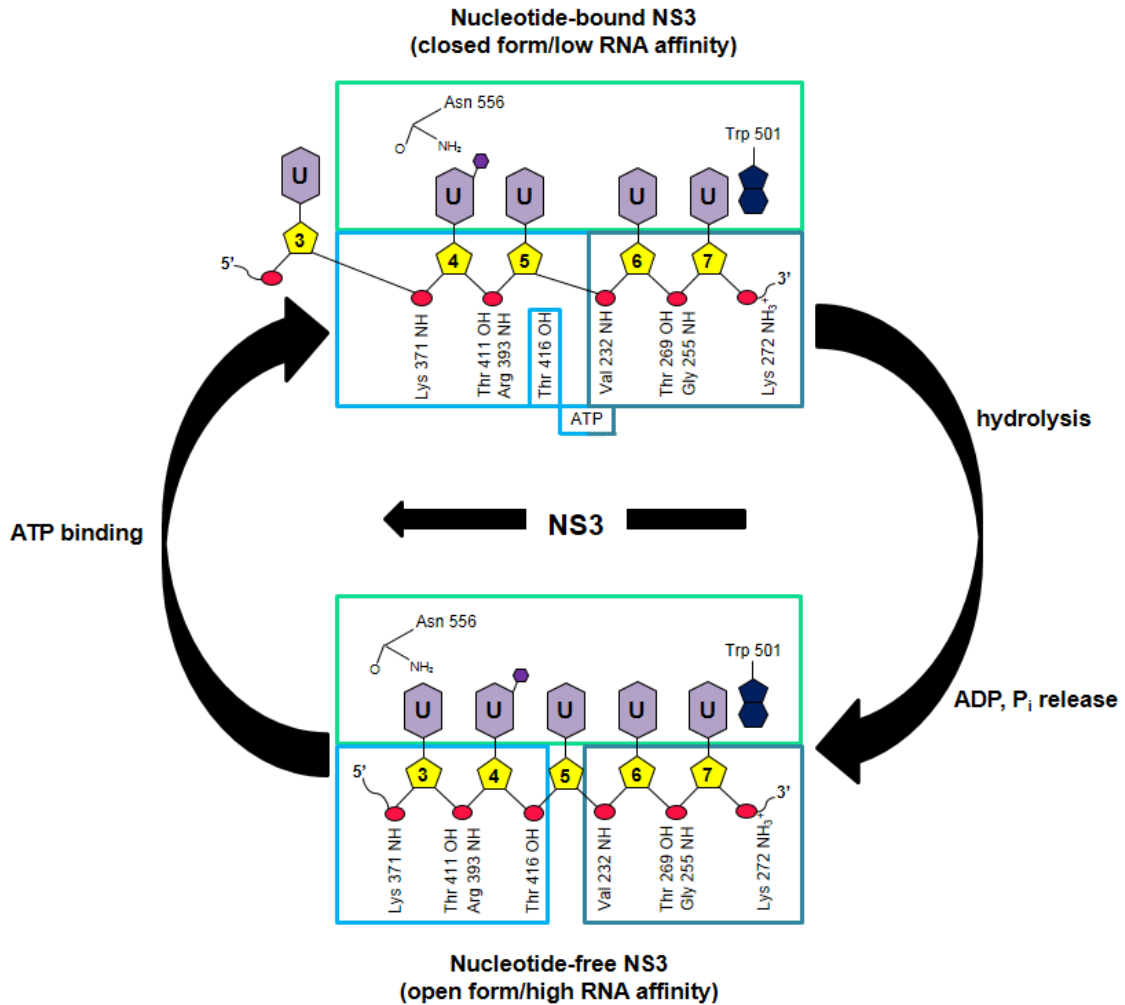 Nucleotide-bound NS3
(closed form/low RNA affinity)
Asn 556
O
NH₂
Trp 501
U
U
U
U
U
3
4
5
6
7
5’
3’
Lys 371 NH
Thr 411 OH
Arg 393 NH
Thr 416 OH
Val 232 NH
Thr 269 OH
Gly 255 NH
Lys 272 NH₃⁺
ATP
hydrolysis
ATP binding
NS3
ADP, Pᵢ release
Asn 556
O
NH₂
Trp 501
U
U
U
U
U
5’
3
4
5
6
7
3’
Lys 371 NH
Thr 411 OH
Arg 393 NH
Thr 416 OH
Val 232 NH
Thr 269 OH
Gly 255 NH
Lys 272 NH₃⁺
Nucleotide-free NS3
(open form/high RNA affinity)